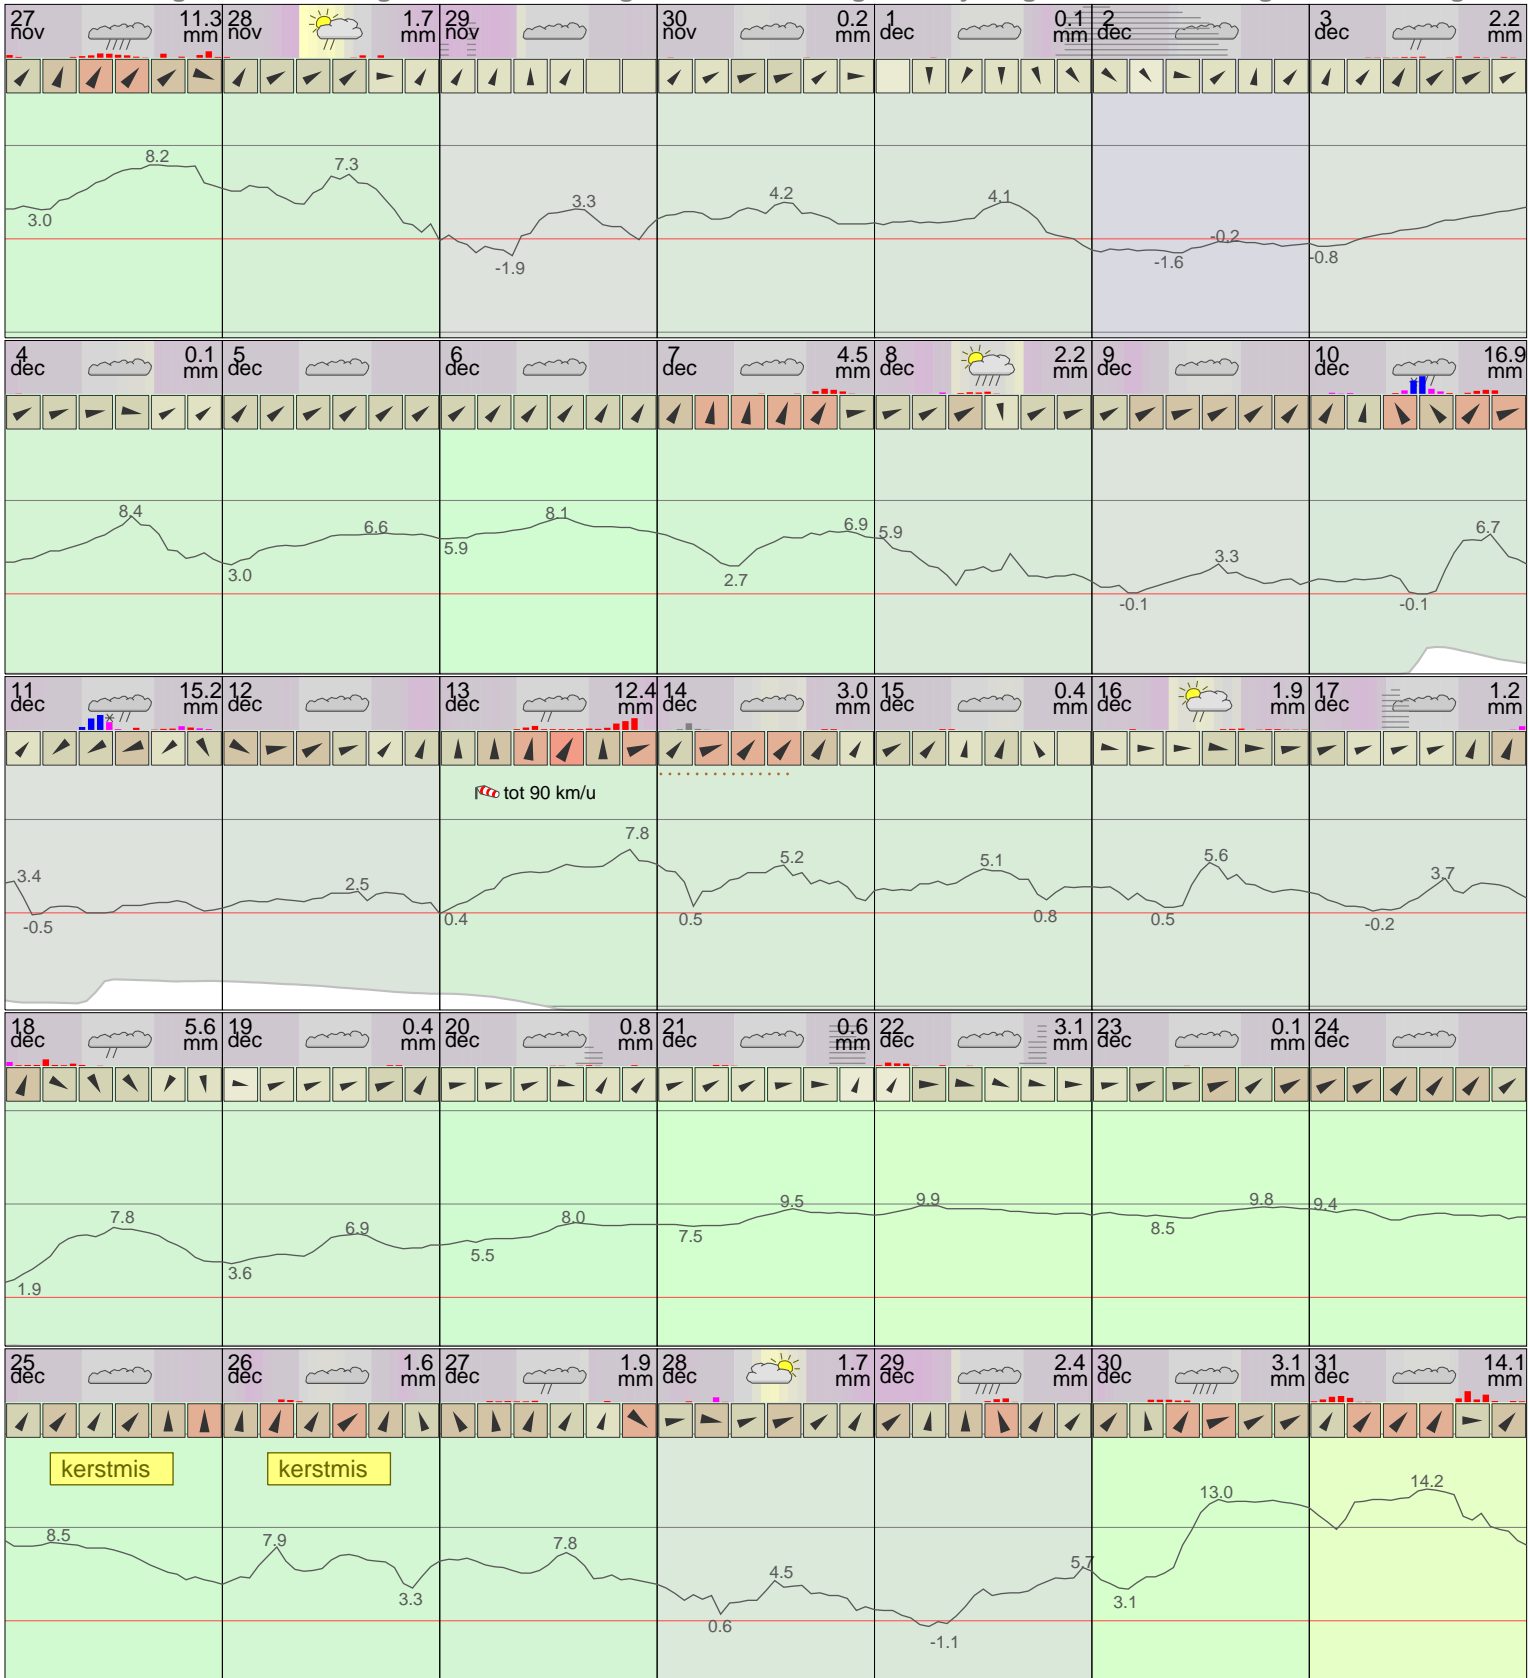 27 nov 11.3 mm
28 nov 1.7 mm
29 nov
30 nov 0.2 mm
1 dec 0.1 mm
2 dec
3 dec 2.2 mm
3.0 8.2 7.3 -1.9 3.3 4.2 4.1 -1.6 -0.2 -0.8
4 dec 0.1 mm
5 dec
6 dec
7 dec 4.5 mm
8 dec 2.2 mm
9 dec
10 dec 16.9 mm
8.4 3.0 6.6 5.9 8.1 2.7 6.9 5.9 -0.1 3.3 -0.1 6.7
11 dec 15.2 mm
12 dec
13 dec 12.4 mm
14 dec 3.0 mm
15 dec 0.4 mm
16 dec 1.9 mm
17 dec 1.2 mm
tot 90 km/u
3.4 -0.5 2.5 0.4 7.8 0.5 5.2 5.1 0.8 0.5 5.6 -0.2 3.7
18 dec 5.6 mm
19 dec 0.4 mm
20 dec 0.8 mm
21 dec 0.6 mm
22 dec 3.1 mm
23 dec 0.1 mm
24 dec
1.9 7.8 3.6 6.9 5.5 8.0 7.5 9.5 9.9 8.5 9.8 9.4
25 dec
26 dec 1.6 mm
27 dec 1.9 mm
28 dec 1.7 mm
29 dec 2.4 mm
30 dec 3.1 mm
31 dec 14.1 mm
kerstmis
kerstmis
8.5 7.9 3.3 7.8 0.6 4.5 -1.1 5.7 3.1 13.0 14.2